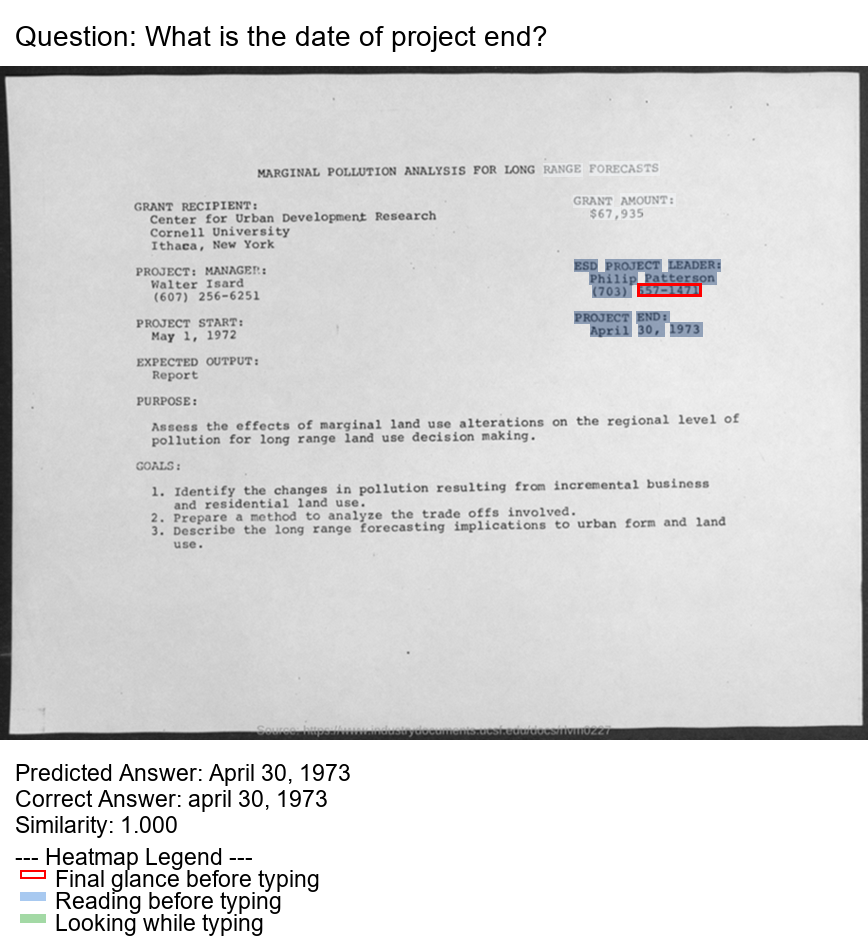 Question: What is the date of project end?
MARGINAL POLLUTION ANALYSIS FOR LONG RANGE FORECASTS
GRANT RECIPIENT:
Center for Urban Development Research
Cornell University
Ithaca, New York
GRANT AMOUNT:
$67,935
PROJECT: MANAGER:
Walter Isard
(607) 256-6251
ESD PROJECT LEADER:
Philip Patterson
(703) 557-1471
PROJECT START:
May 1, 1972
PROJECT END:
April 30, 1973
EXPECTED OUTPUT:
Report
PURPOSE:
Assess the effects of marginal land use alterations on the regional level of
pollution for long range land use decision making.
GOALS:
1. Identify the changes in pollution resulting from incremental business
and residential land use.
2. Prepare a method to analyze the trade offs involved.
3. Describe the long range forecasting implications to urban form and land
use.
Source: https://www.industrydocuments.ucsf.edu/docs/
Predicted Answer: April 30, 1973
Correct Answer: april 30, 1973
Similarity: 1.000
--- Heatmap Legend ---
Final glance before typing
Reading before typing
Looking while typing